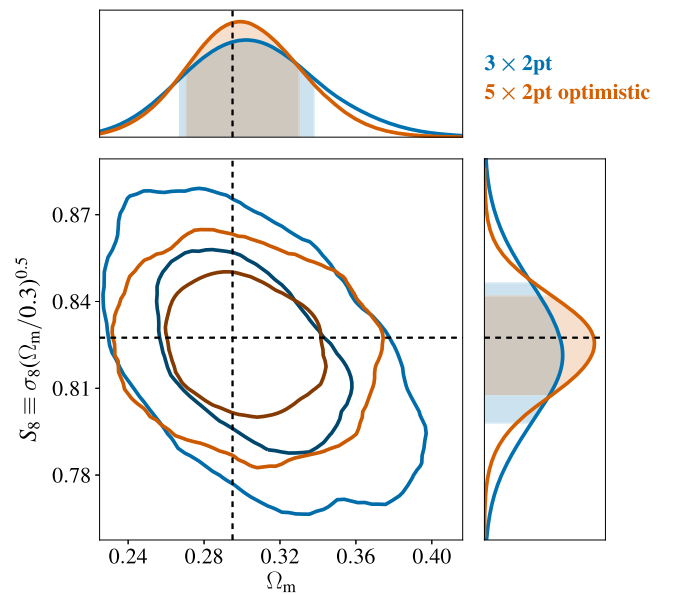 3 × 2pt
5 × 2pt optimistic
0.87
0.84
0.81
0.78
S₈ ≡ σ₈(Ωₘ/0.3)⁰·⁵
0.24 0.28 0.32 0.36 0.40
Ωₘ